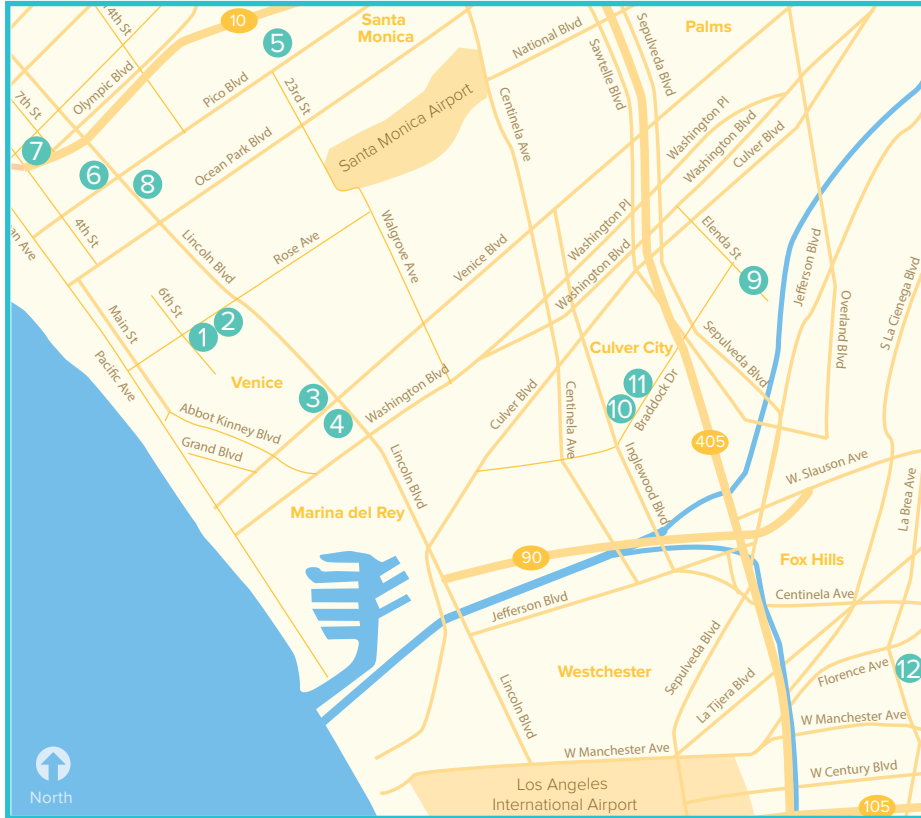 10
14th St
Santa
Monica
Sepulveda Blvd
Palms
5
National Blvd
Sawtelle Blvd
Olympic Blvd
7th St
Pico Blvd
23rd St
Santa Monica Airport
Centinela Ave
Washington Pl
Washington Blvd
Culver Blvd
7
Ocean Park Blvd
6
8
4th St
an Ave
Lincoln Blvd
Rose Ave
Walgrove Ave
Venice Blvd
Washington Pl
Washington Blvd
Elenda St
Jefferson Blvd
9
Overland Blvd
S La Cienega Blvd
6th St
Main St
1
2
Pacific Ave
Venice
3
4
Washington Blvd
Culver City
Sepulveda Blvd
11
10
Braddock Dr
Culver Blvd
Centinela Ave
Abbot Kinney Blvd
Grand Blvd
405
Lincoln Blvd
Inglewood Blvd
W. Slauson Ave
La Brea Ave
Marina del Rey
90
Fox Hills
Jefferson Blvd
Centinela Ave
Westchester
Sepulveda Blvd
La Tijera Blvd
Florence Ave
12
Lincoln Blvd
W Manchester Ave
W Manchester Ave
W Century Blvd
Los Angeles
International Airport
105
North